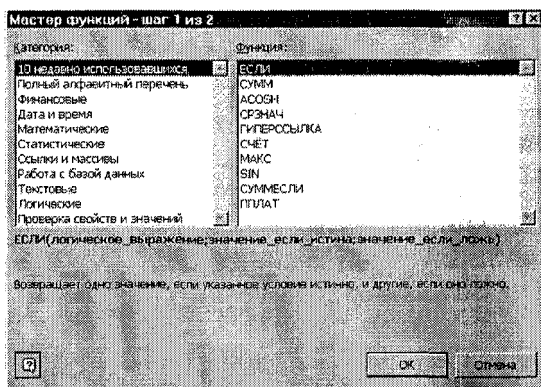 Мастер функций - шаг 1 из 2
Категория:
10 недавно использовавшихся
Полный алфавитный перечень
Финансовые
Дата и время
Математические
Статистические
Ссылки и массивы
Работа с базой данных
Текстовые
Логические
Проверка свойств и значений
Функция:
ЕСЛИ
СУММ
ACOSH
СРЗНАЧ
ГИПЕРССЫЛКА
СЧЁТ
МАКС
SIN
СУММЕСЛИ
ППЛАТ
ЕСЛИ(логическое_выражение;значение_если_истина;значение_если_ложь)
Возвращает одно значение, если указанное условие истинно, и другие, если оно ложно.
ОК
Отмена